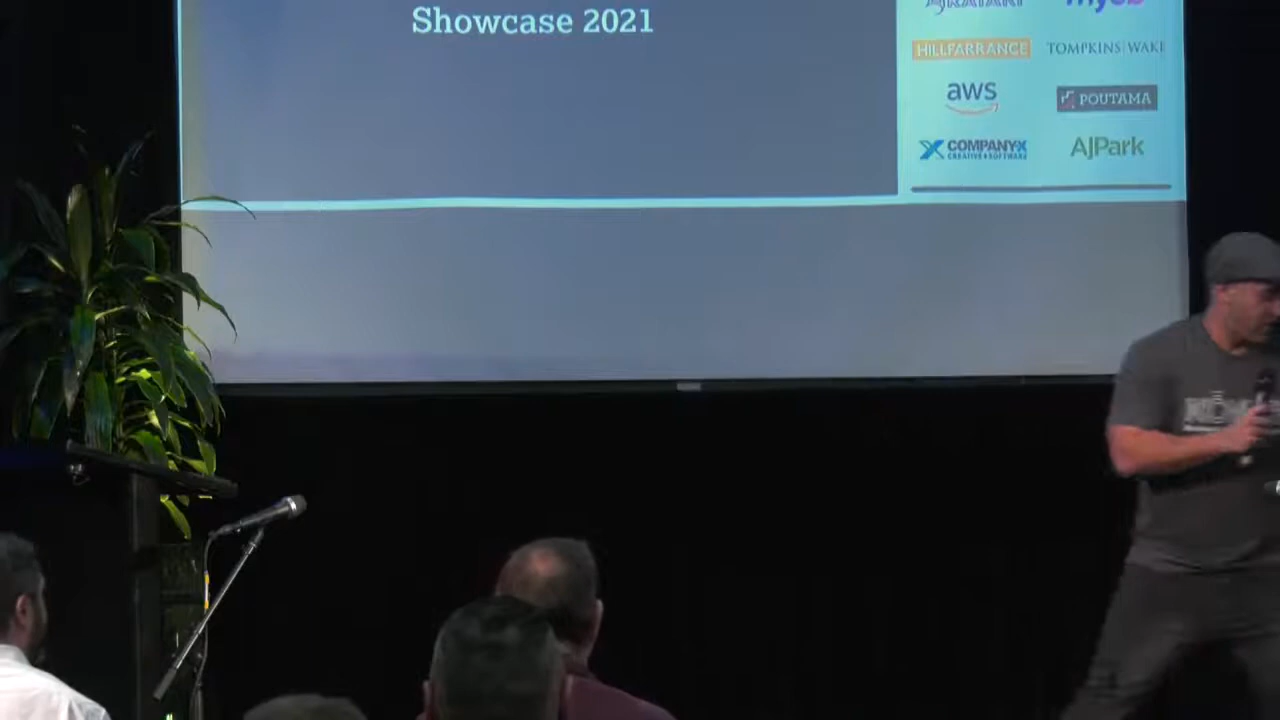 Showcase 2021
HILLFARRANCE
TOMPKINS|WAKE
aws
POUTAMA
COMPANY-X
CREATIVE + SOFTWARE
AJPark